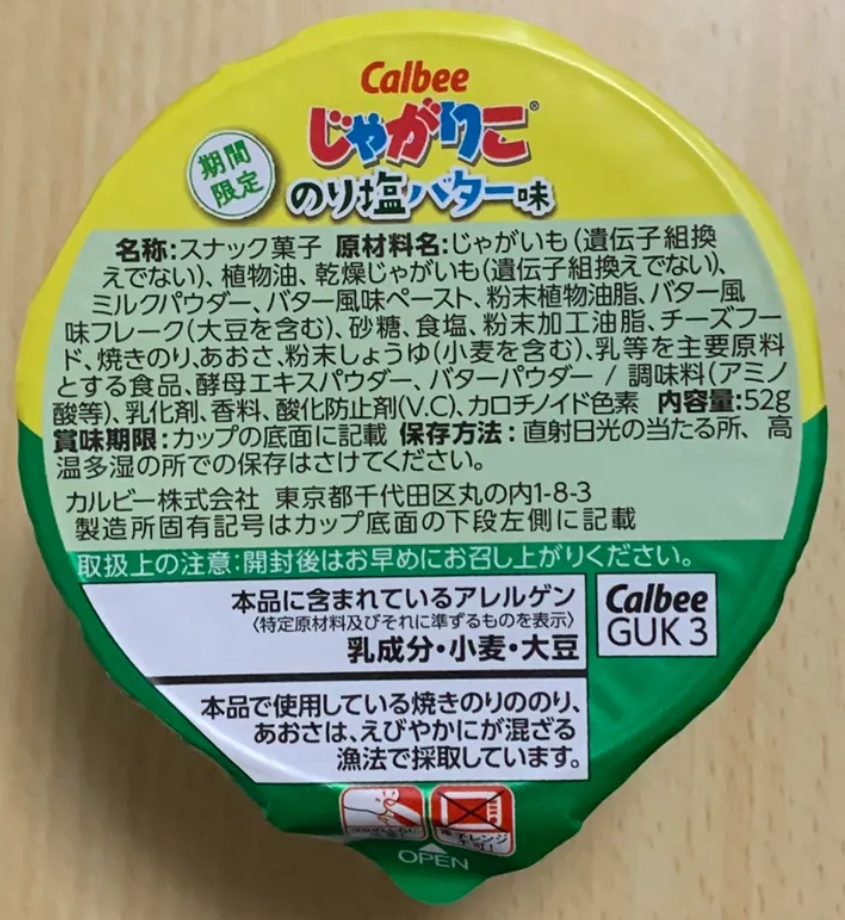 Calbee
じゃがりこ®
期間
限定
のり塩バター味
名称:スナック菓子 原材料名:じゃがいも(遺伝子組換
えでない)、植物油、乾燥じゃがいも(遺伝子組換えでない)、
ミルクパウダー、バター風味ペースト、粉末植物油脂、バター風
味フレーク(大豆を含む)、砂糖、食塩、粉末加工油脂、チーズフー
ド、焼きのり、あおさ、粉末しょうゆ(小麦を含む)、乳等を主要原料
とする食品、酵母エキスパウダー、バターパウダー / 調味料(アミノ
酸等)、乳化剤、香料、酸化防止剤(V.C)、カロチノイド色素 内容量:52g
賞味期限:カップの底面に記載 保存方法:直射日光の当たる所、高
温多湿の所での保存はさけてください。
カルビー株式会社 東京都千代田区丸の内1-8-3
製造所固有記号はカップ底面の下段左側に記載
取扱上の注意:開封後はお早めにお召し上がりください。
本品に含まれているアレルゲン
〈特定原材料及びそれに準ずるものを表示〉
乳成分・小麦・大豆
Calbee
GUK 3
本品で使用している焼きのりののり、
あおさは、えびやかにが混ざる
漁法で採取しています。
電子レンジ
不可!
OPEN